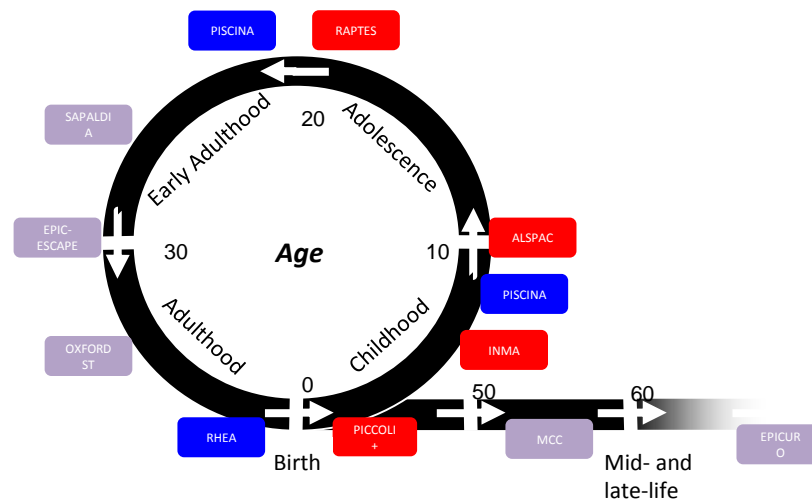 PISCINA
RAPTES
SAPALDI
A
20
Early Adulthood
Adolescence
EPIC-
ESCAPE
30
Age
10
ALSPAC
PISCINA
Adulthood
Childhood
OXFORD
ST
INMA
0
50
60
RHEA
PICCOLI
+
MCC
EPICUR
O
Birth
Mid- and
late-life